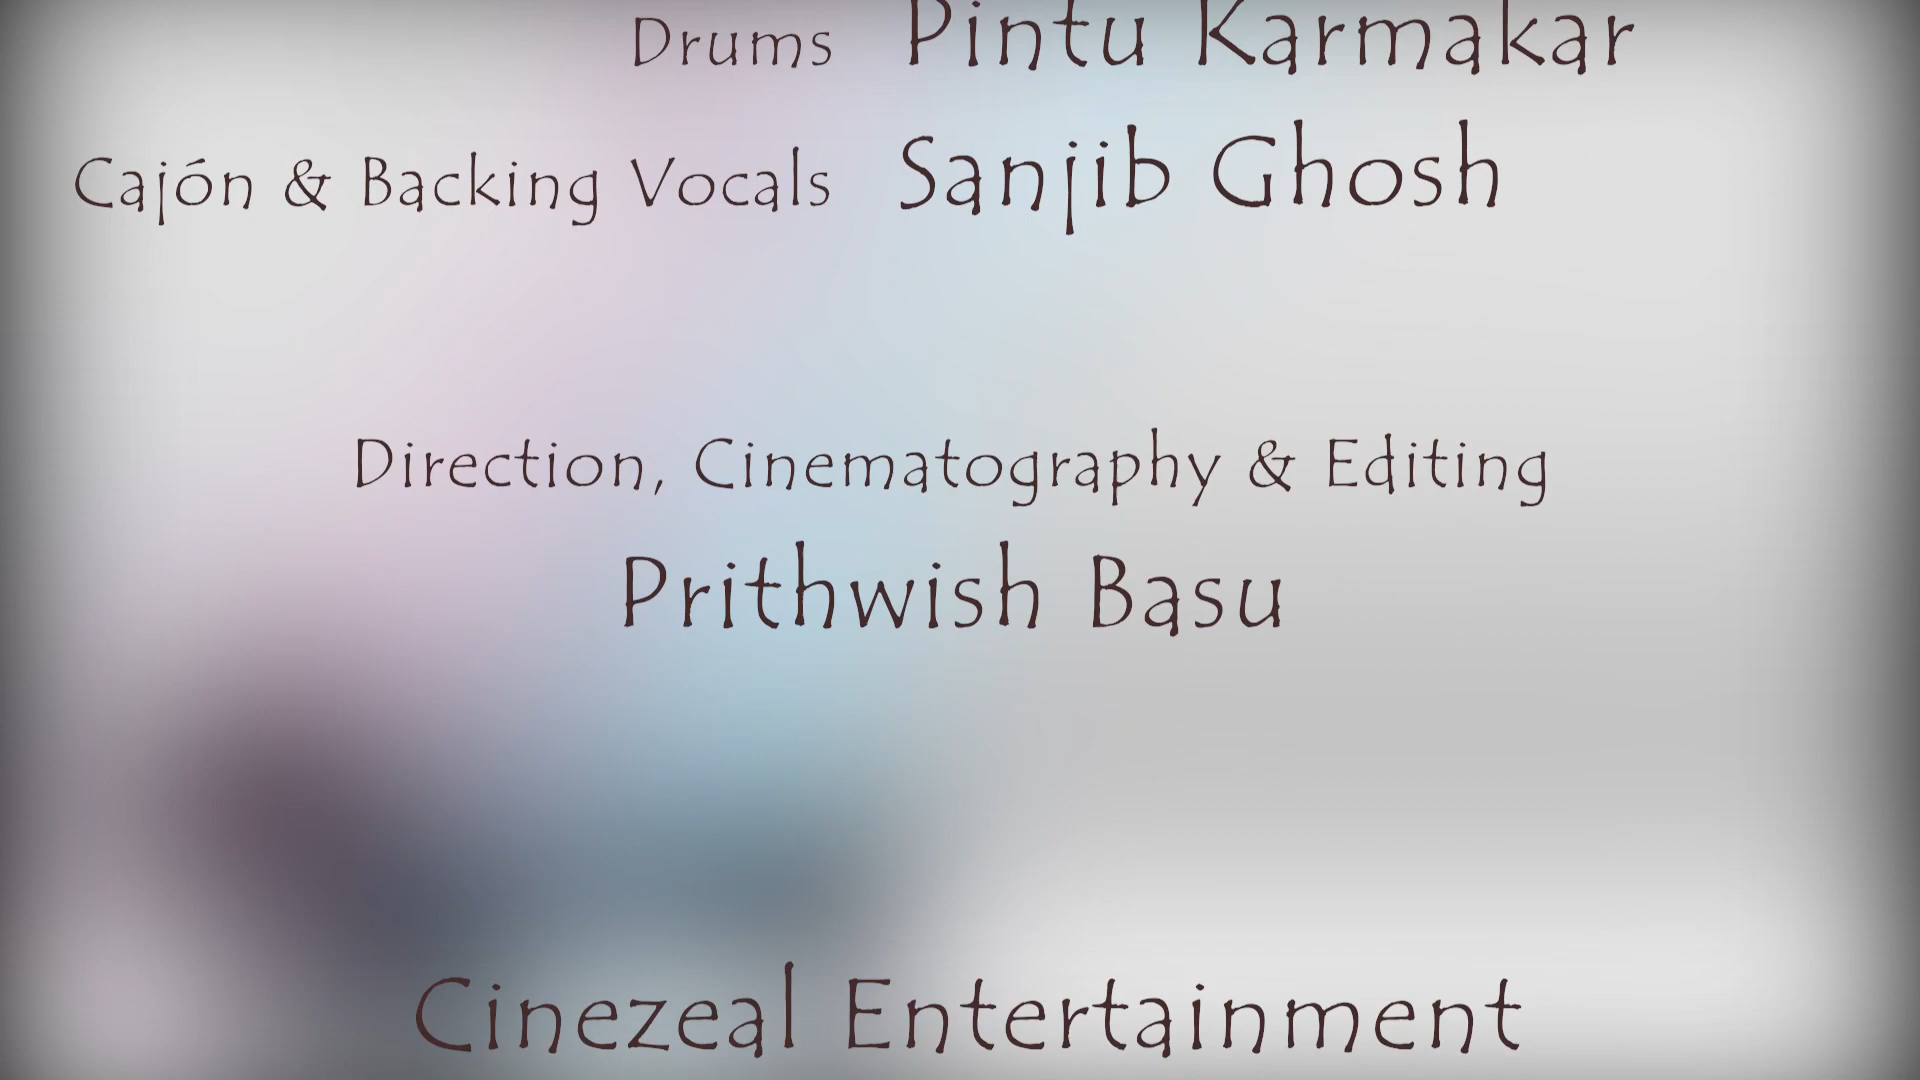 Drums Pintu Karmakar
Cajón & Backing Vocals Sanjib Ghosh
Direction, Cinematography & Editing
Prithwish Basu
Cinezeal Entertainment